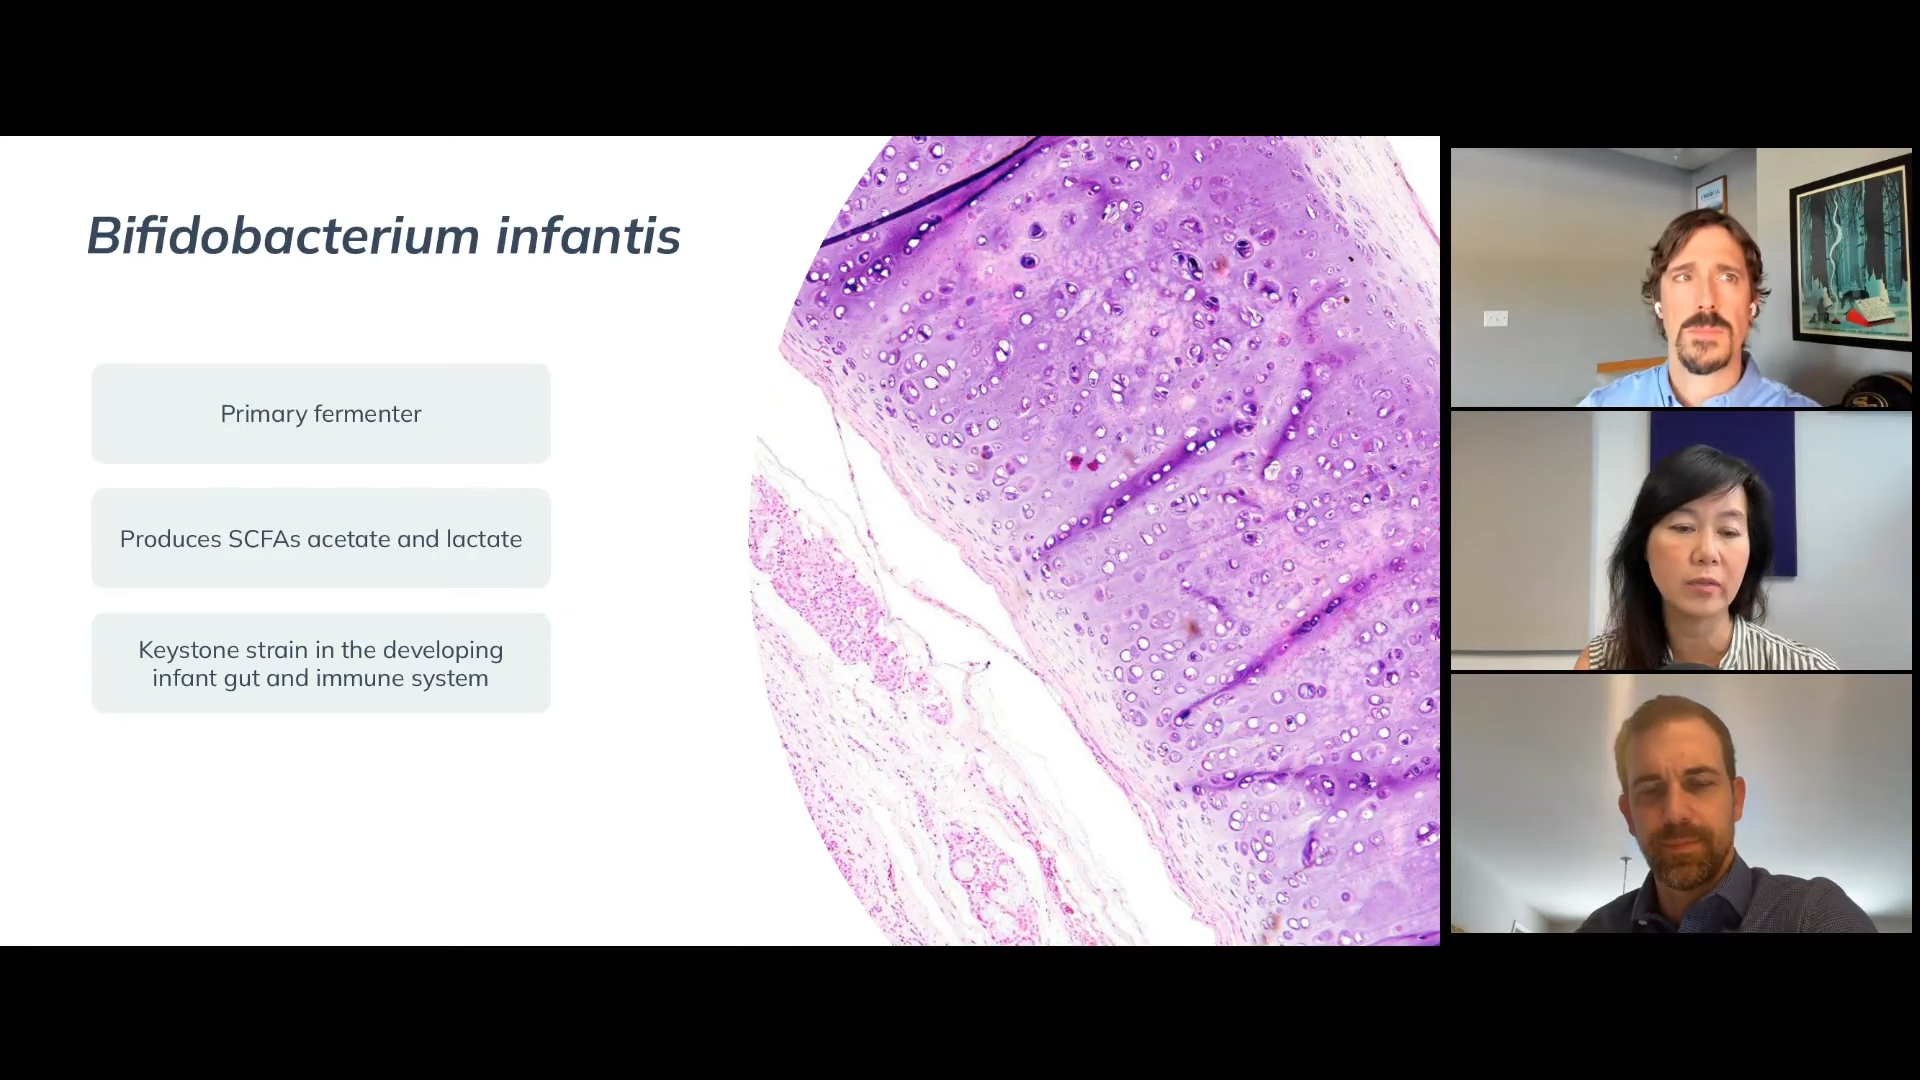 Bifidobacterium infantis
Primary fermenter
Produces SCFAs acetate and lactate
Keystone strain in the developing
infant gut and immune system